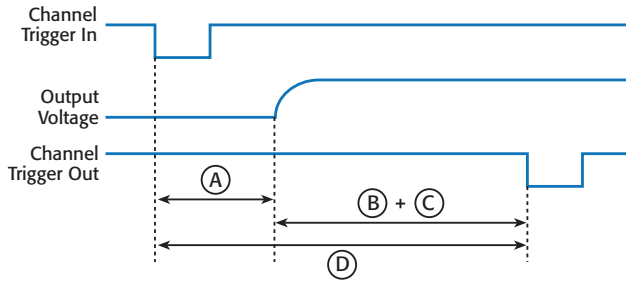 Channel
Trigger In
Output
Voltage
Channel
Trigger Out
A
B + C
D